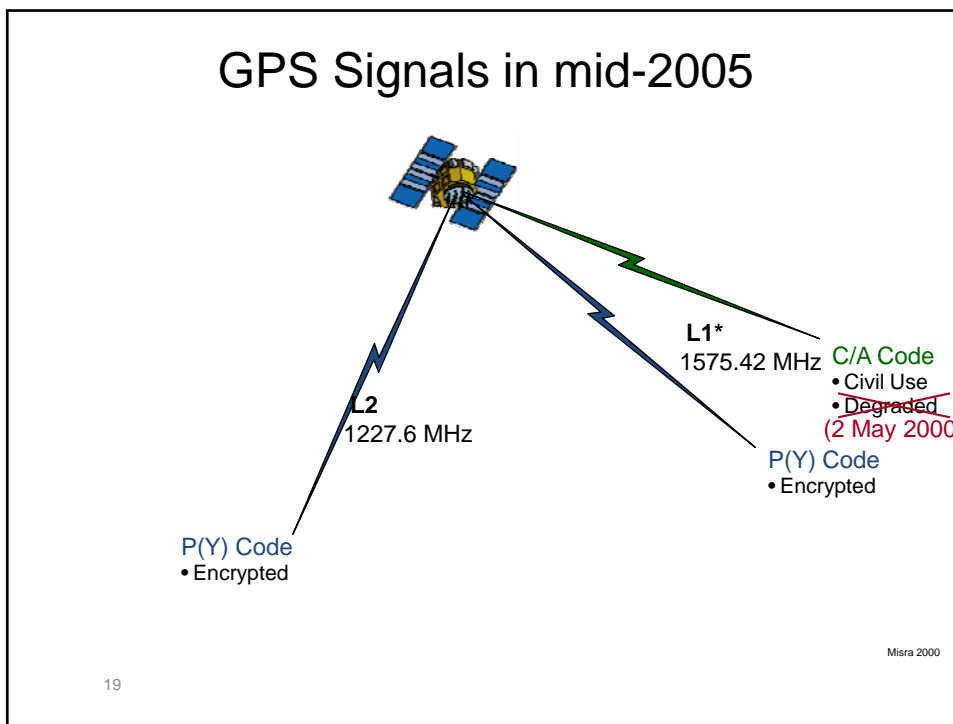 GPS Signals in mid-2005
L1*
1575.42 MHz
C/A Code
• Civil Use
• Degraded
(2 May 2000
L2
1227.6 MHz
P(Y) Code
• Encrypted
P(Y) Code
• Encrypted
Misra 2000
19